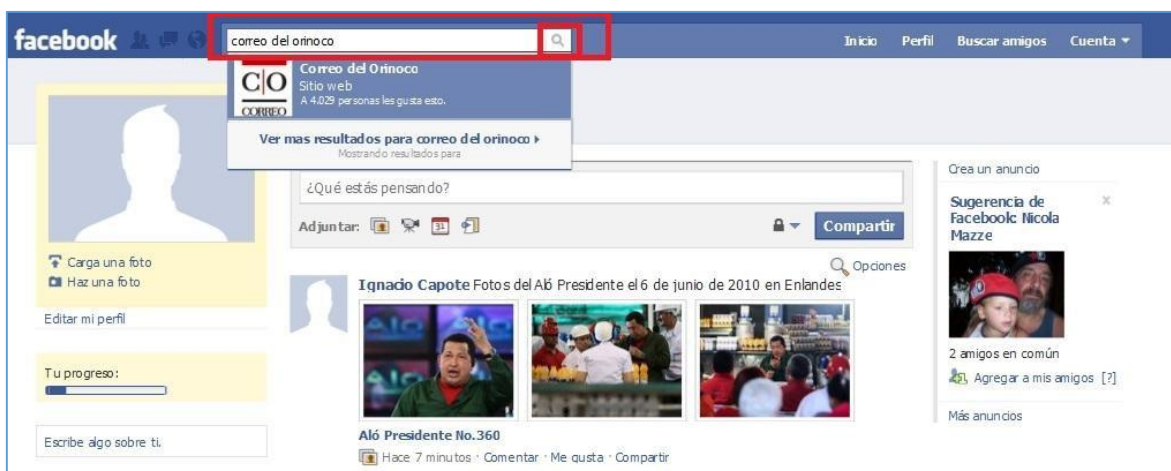 facebook
correo del orinoco
Inicio Perfil Buscar amigos Cuenta
C|O
CORREO
Correo del Orinoco
Sitio web
A 4.029 personas les gusta esto.
Ver mas resultados para correo del orinoco
Mostrando resultados para
Carga una foto
Haz una foto
Editar mi perfil
Tu progreso:
Escribe algo sobre ti.
¿Qué estás pensando?
Adjuntar: 31
Compartir
Opciones
Ignacio Capote Fotos del Aló Presidente el 6 de junio de 2010 en Enlandes
Aló
Aló Presidente No.360
Hace 7 minutos · Comentar · Me gusta · Compartir
Crea un anuncio
Sugerencia de
Facebook: Nicola
Mazze
x
2 amigos en común
Agregar a mis amigos [?]
Más anuncios